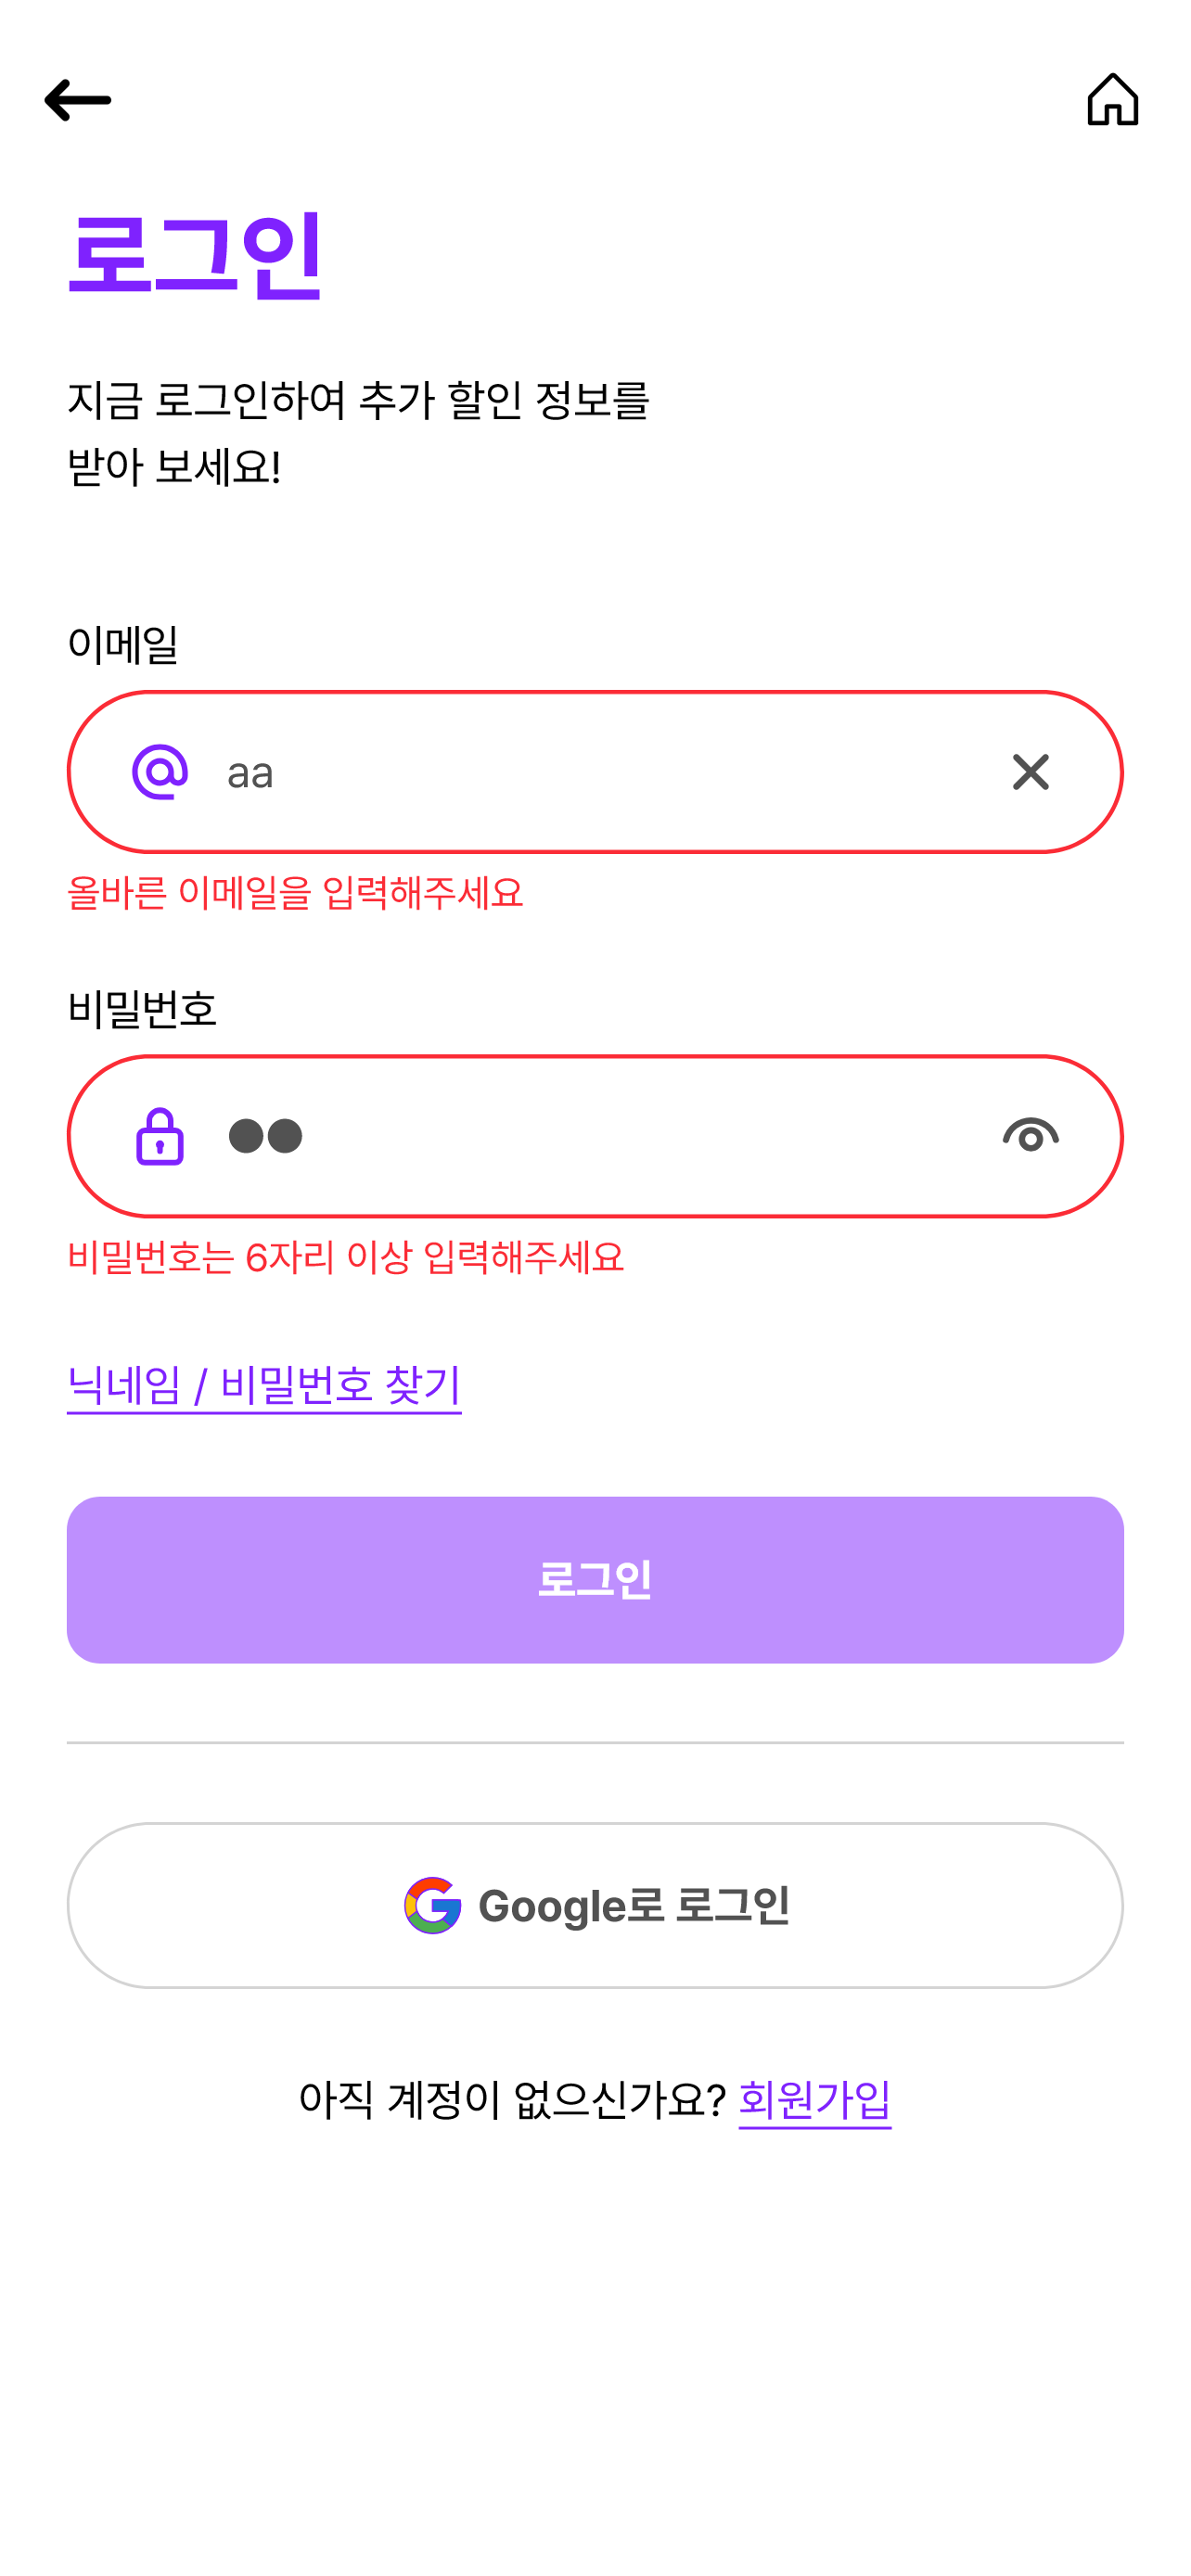 로그인
지금 로그인하여 추가 할인 정보를
받아 보세요!
이메일
aa
올바른 이메일을 입력해주세요
비밀번호
비밀번호는 6자리 이상 입력해주세요
닉네임 / 비밀번호 찾기
로그인
Google로 로그인
아직 계정이 없으신가요? 회원가입